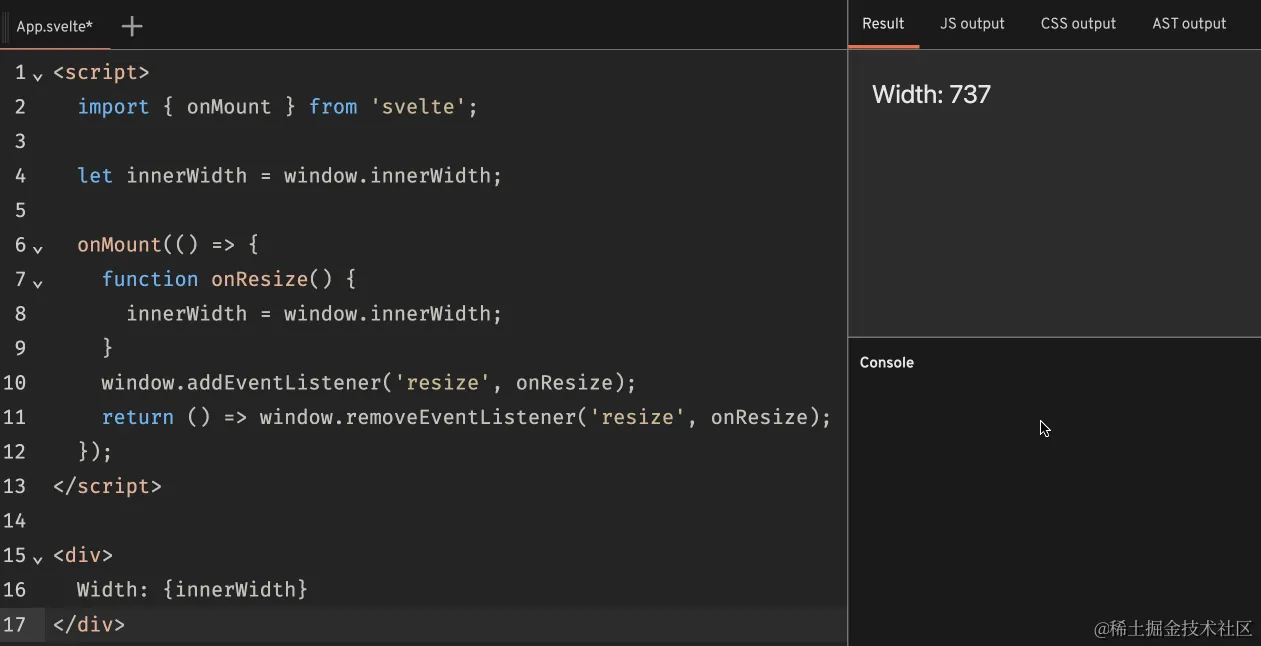 App.svelte*
Result JS output CSS output AST output
1 <script>
2   import { onMount } from 'svelte';
3
4   let innerWidth = window.innerWidth;
5
6   onMount(() => {
7     function onResize() {
8       innerWidth = window.innerWidth;
9     }
10     window.addEventListener('resize', onResize);
11     return () => window.removeEventListener('resize', onResize);
12   });
13 </script>
14
15 <div>
16   Width: {innerWidth}
17 </div>
Width: 737
Console
@稀土掘金技术社区